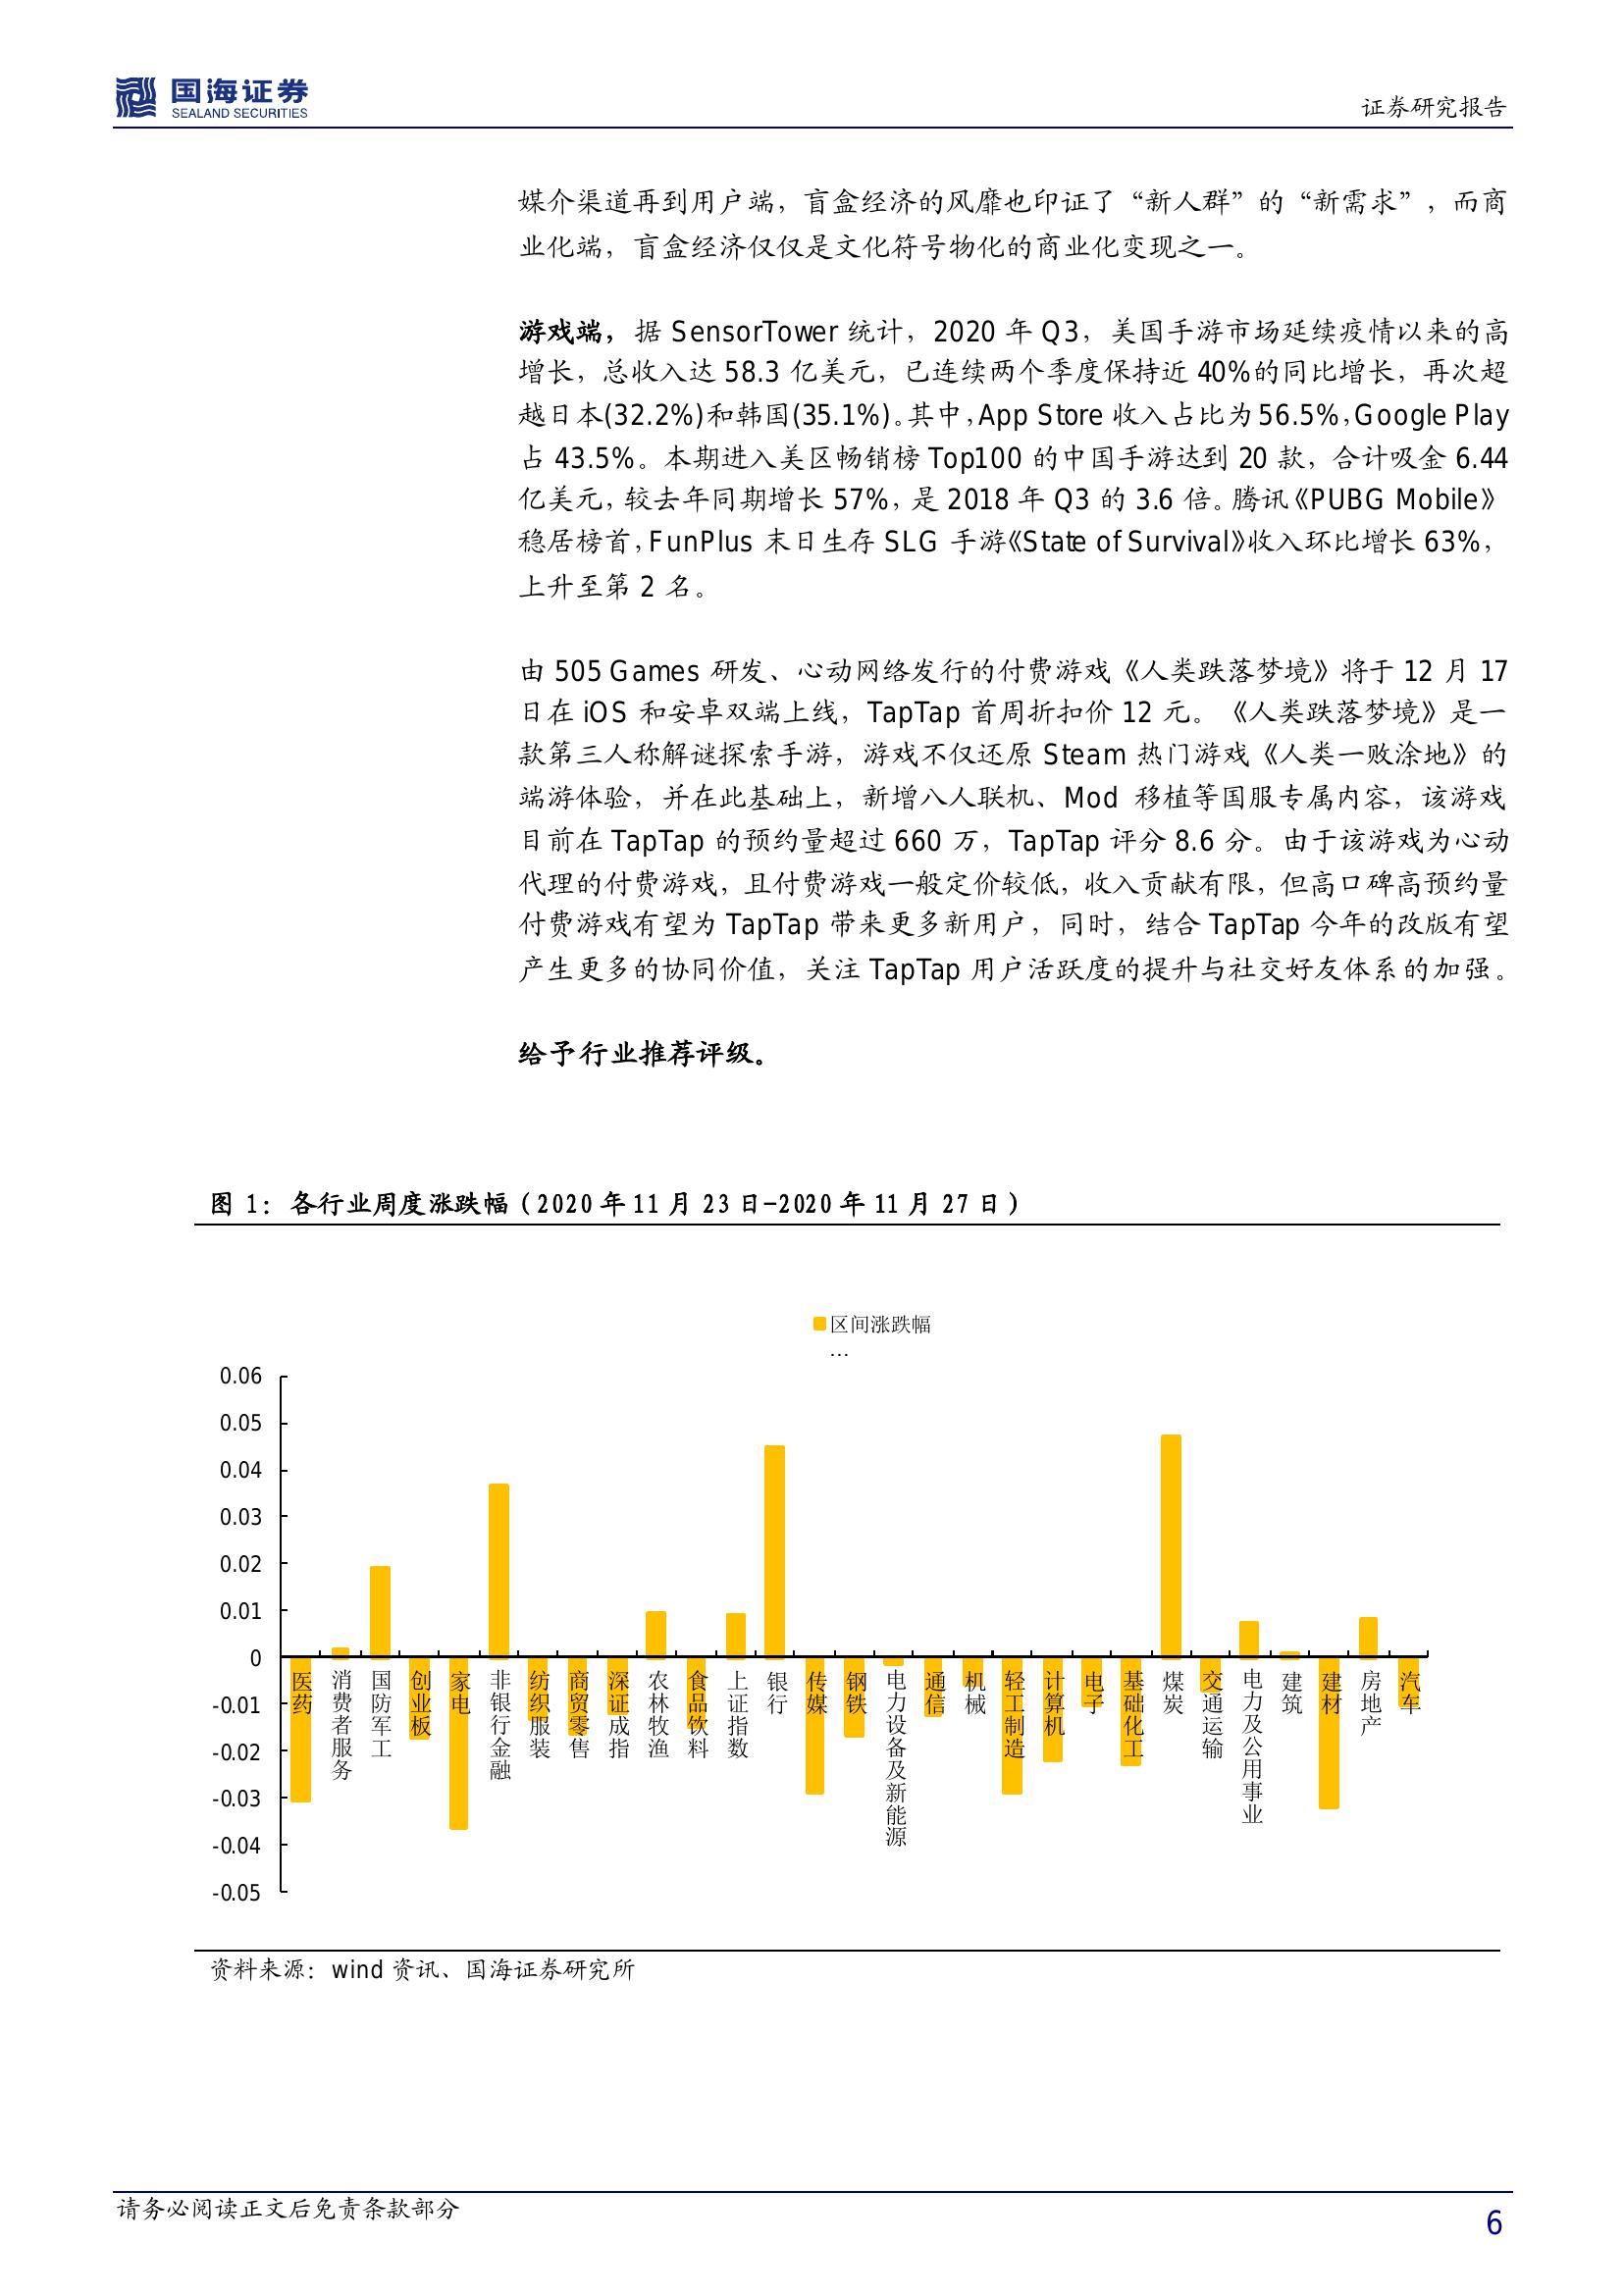 国海证券
SEALAND SECURITIES
证券研究报告
媒介渠道再到用户端，盲盒经济的风靡也印证了“新人群”的“新需求”，而商
业化端，盲盒经济仅仅是文化符号物化的商业化变现之一。
游戏端，据 SensorTower 统计，2020 年 Q3，美国手游市场延续疫情以来的高
增长，总收入达 58.3 亿美元，已连续两个季度保持近 40%的同比增长，再次超
越日本(32.2%)和韩国(35.1%)。其中，App Store 收入占比为 56.5%，Google Play
占 43.5%。本期进入美区畅销榜 Top100 的中国手游达到 20 款，合计吸金 6.44
亿美元，较去年同期增长 57%，是 2018 年 Q3 的 3.6 倍。腾讯《PUBG Mobile》
稳居榜首，FunPlus 末日生存 SLG 手游《State of Survival》收入环比增长 63%，
上升至第 2 名。
由 505 Games 研发、心动网络发行的付费游戏《人类跌落梦境》将于 12 月 17
日在 iOS 和安卓双端上线，TapTap 首周折扣价 12 元。《人类跌落梦境》是一
款第三人称解谜探索手游，游戏不仅还原 Steam 热门游戏《人类一败涂地》的
端游体验，并在此基础上，新增八人联机、Mod 移植等国服专属内容，该游戏
目前在 TapTap 的预约量超过 660 万，TapTap 评分 8.6 分。由于该游戏为心动
代理的付费游戏，且付费游戏一般定价较低，收入贡献有限，但高口碑高预约量
付费游戏有望为 TapTap 带来更多新用户，同时，结合 TapTap 今年的改版有望
产生更多的协同价值，关注 TapTap 用户活跃度的提升与社交好友体系的加强。
给予行业推荐评级。
图 1：各行业周度涨跌幅（2020 年 11 月 23 日-2020 年 11 月 27 日）
区间涨跌幅
…
0.06
0.05
0.04
0.03
0.02
0.01
0
-0.01
-0.02
-0.03
-0.04
-0.05
医药
消费者服务
国防军工
创业板
家电
非银行金融
纺织服装
商贸零售
深证成指
农林牧渔
食品饮料
上证指数
银行
传媒
钢铁
电力设备及新能源
通信
机械
轻工制造
计算机
电子
基础化工
煤炭
交通运输
电力及公用事业
建筑
建材
房地产
汽车
资料来源：wind 资讯、国海证券研究所
请务必阅读正文后免责条款部分
6